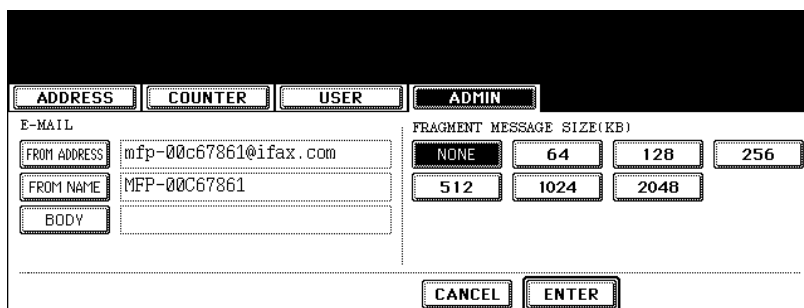 ADDRESS COUNTER USER ADMIN
E-MAIL
FROM ADDRESS mfp-00c67861@ifax.com
FROM NAME MFP-00C67861
BODY
FRAGMENT MESSAGE SIZE(KB)
NONE 64 128 256
512 1024 2048
CANCEL ENTER